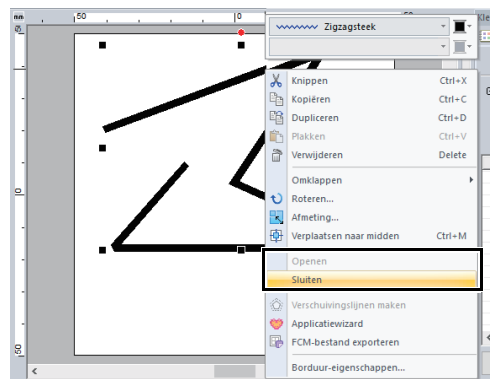 mm
50
0
50
Kle
Zigzagsteek
G
Knippen Ctrl+X
Kopiëren Ctrl+C
Dupliceren Ctrl+D
Plakken Ctrl+V
Verwijderen Delete
Omklappen
Roteren...
Afmeting...
Verplaatsen naar midden Ctrl+M
Openen
Sluiten
Verschuivingslijnen maken
Applicatiewizard
FCM-bestand exporteren
Borduur-eigenschappen...
0
50